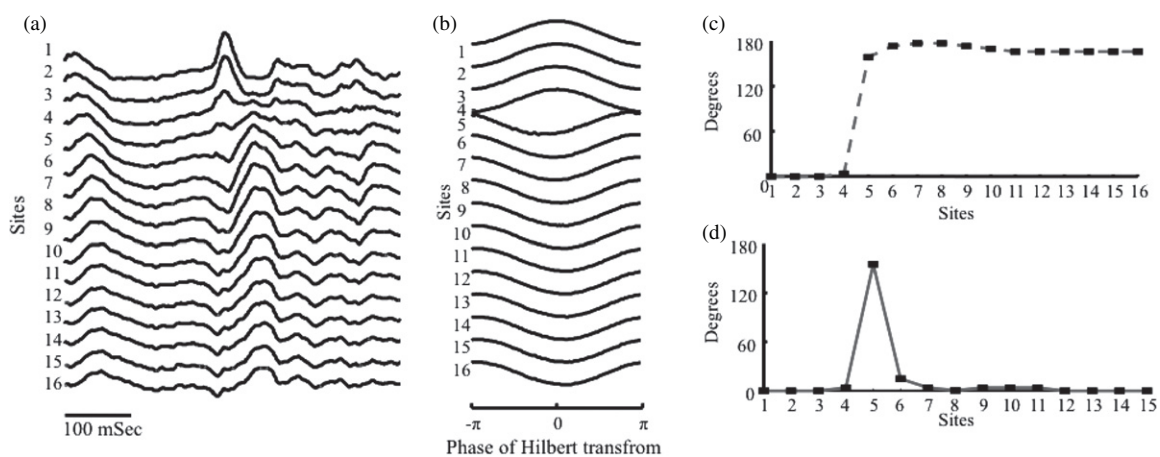 (a)
1
2
3
4
5
6
7
8
9
10
11
12
13
14
15
16
Sites
100 mSec
(b)
1
2
3
4
5
6
7
8
9
10
11
12
13
14
15
16
Sites
-π 0 π
Phase of Hilbert transfrom
(c)
180
120
60
0
Degrees
1 2 3 4 5 6 7 8 9 10 11 12 13 14 15 16
Sites
(d)
180
120
60
0
Degrees
1 2 3 4 5 6 7 8 9 10 11 12 13 14 15
Sites